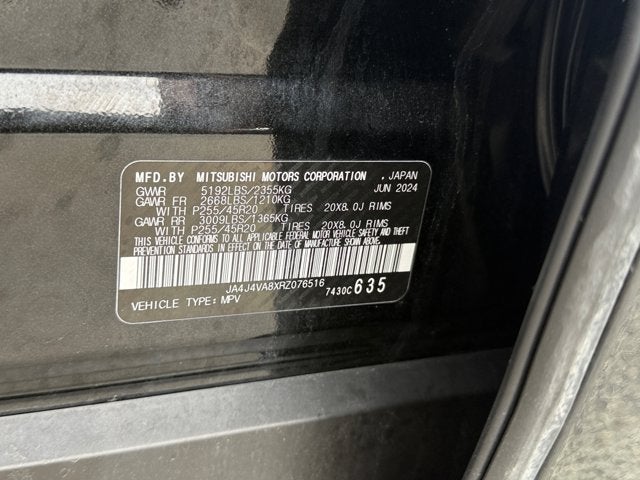 MFD.BY MITSUBISHI MOTORS CORPORATION . JAPAN
GVWR 5192LBS/2355KG JUN 2024
GAWR FR 2668LBS/1210KG
WITH P255/45R20 TIRES 20X8.0J RIMS
GAWR RR 3009LBS/1365KG
WITH P255/45R20 TIRES 20X8.0J RIMS
THIS VEHICLE CONFORMS TO ALL APPLICABLE FEDERAL MOTOR VEHICLE SAFETY AND THEFT
PREVENTION STANDARDS IN EFFECT ON THE DATE OF MANUFACTURE SHOWN ABOVE.
JA4J4VA8XRZ076516 7430C 635
VEHICLE TYPE: MPV